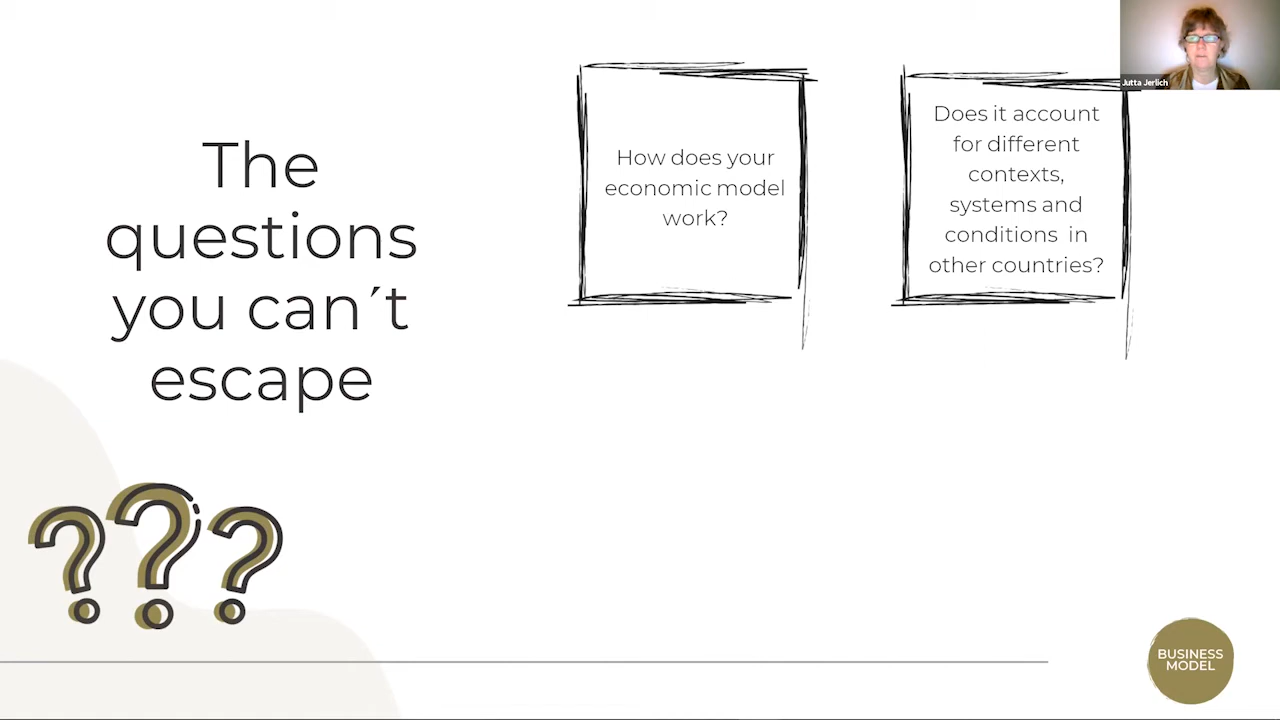 The
questions
you can´t
escape
How does your
economic model
work?
Does it account
for different
contexts,
systems and
conditions in
other countries?
Jutta Jerlich
BUSINESS
MODEL